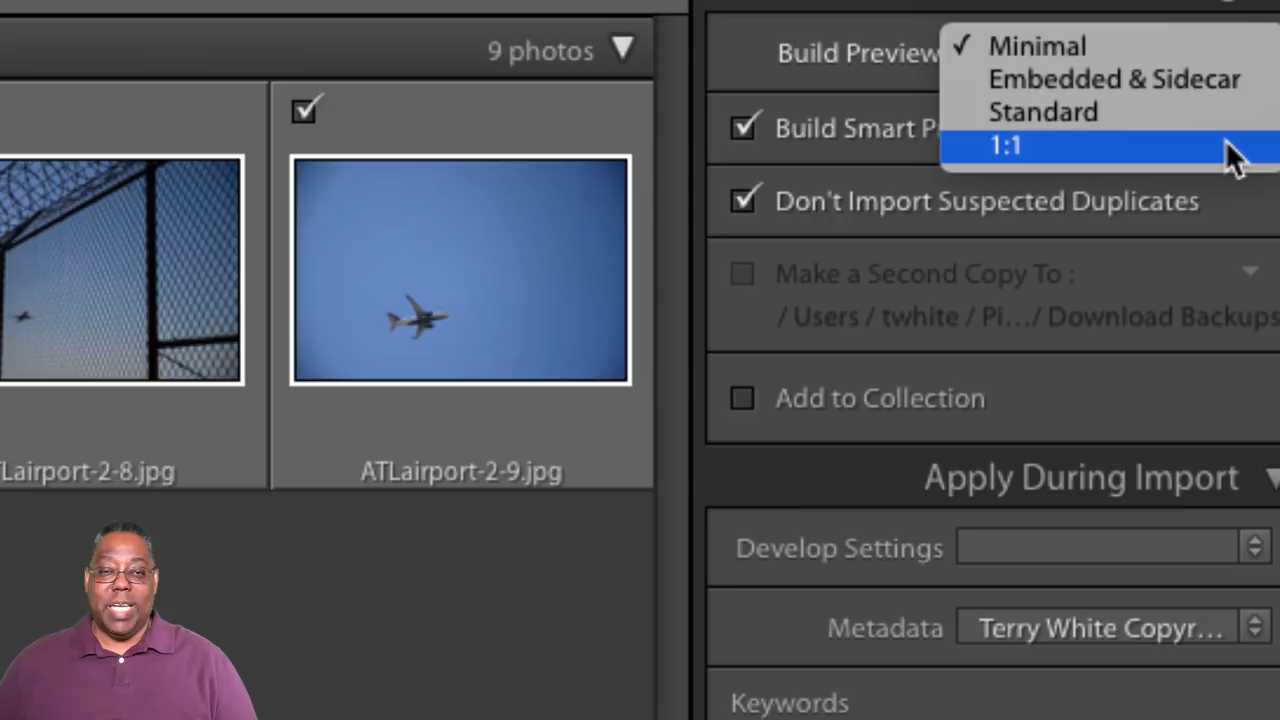 9 photos
Build Preview
Minimal
Embedded & Sidecar
Standard
1:1
Build Smart P
Don't Import Suspected Duplicates
Make a Second Copy To :
/ Users / twhite / Pi…/ Download Backups
Add to Collection
Lairport-2-8.jpg
ATLairport-2-9.jpg
Apply During Import
Develop Settings
Metadata
Terry White Copyr…
Keywords